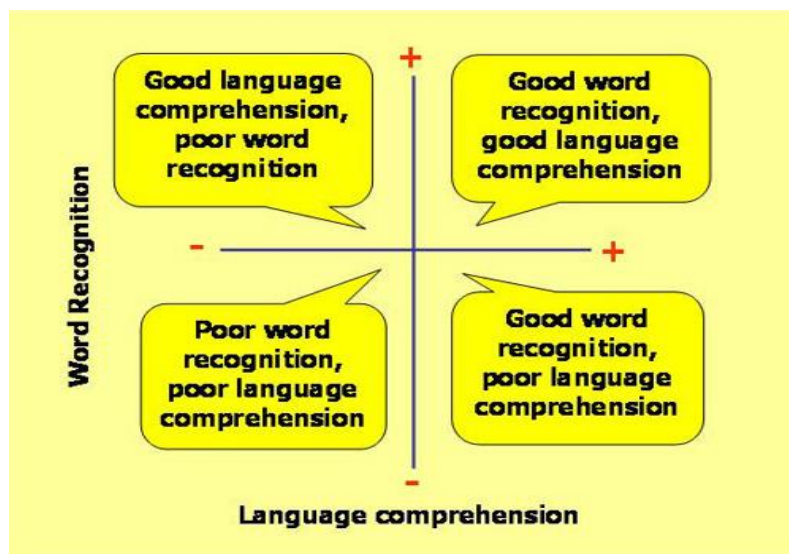 +
Good language
comprehension,
poor word
recognition
Good word
recognition,
good language
comprehension
Word Recognition
-
+
Poor word
recognition,
poor language
comprehension
Good word
recognition,
poor language
comprehension
-
Language comprehension